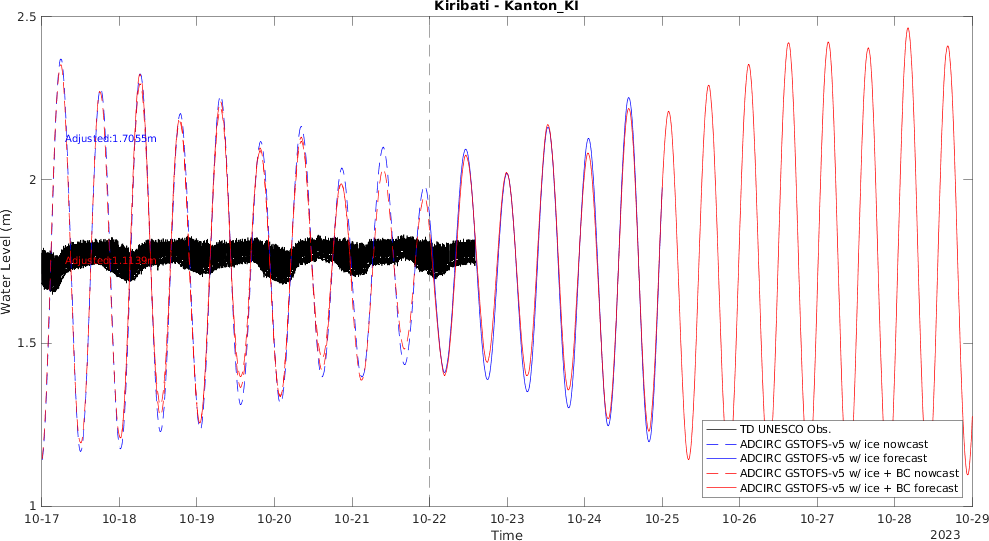 Kiribati - Kanton_KI
2.5
2
1.5
1
Water Level (m)
Adjusted:1.7055m
Adjusted:1.1139m
TD UNESCO Obs.
ADCIRC GSTOFS-v5 w/ ice nowcast
ADCIRC GSTOFS-v5 w/ ice forecast
ADCIRC GSTOFS-v5 w/ ice + BC nowcast
ADCIRC GSTOFS-v5 w/ ice + BC forecast
10-17 10-18 10-19 10-20 10-21 10-22 10-23 10-24 10-25 10-26 10-27 10-28 10-29
Time
2023